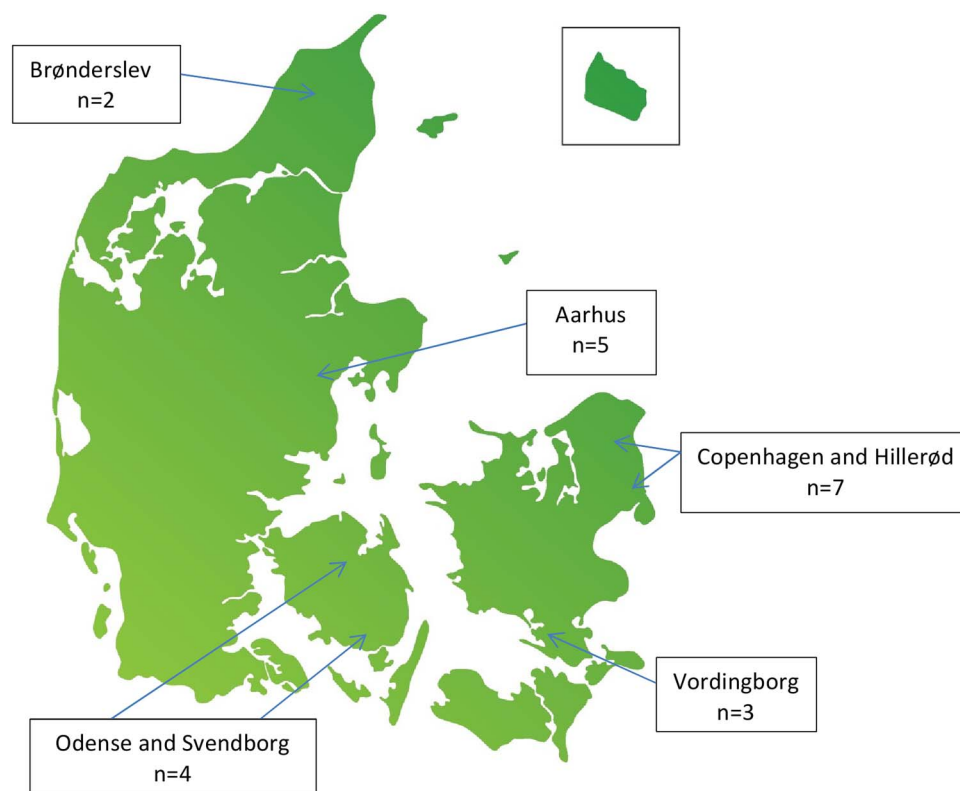 Brønderslev
n=2
Aarhus
n=5
Copenhagen and Hillerød
n=7
Vordingborg
n=3
Odense and Svendborg
n=4